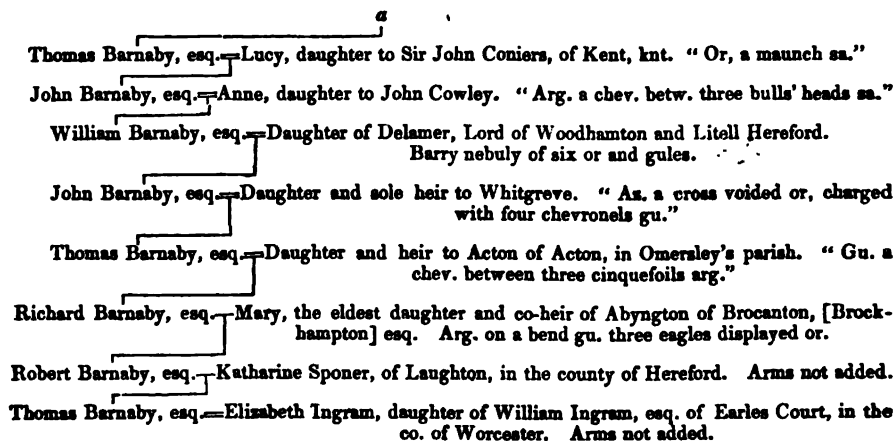 a
Thomas Barnaby, esq.=Lucy, daughter to Sir John Coniers, of Kent, knt. “Or, a maunch sa.”
John Barnaby, esq.=Anne, daughter to John Cowley. “Arg. a chev. betw. three bulls' heads sa.”
William Barnaby, esq.=Daughter of Delamer, Lord of Woodhamton and Litell Hereford.
Barry nebuly of six or and gules.
John Barnaby, esq.=Daughter and sole heir to Whitgreve. “Az. a cross voided or, charged
with four chevronels gu.”
Thomas Barnaby, esq.=Daughter and heir to Acton of Acton, in Omersley's parish. “Gu. a
chev. between three cinquefoils arg.”
Richard Barnaby, esq.=Mary, the eldest daughter and co-heir of Abyngton of Brocanton, [Brock-
hampton] esq. Arg. on a bend gu. three eagles displayed or.
Robert Barnaby, esq.=Katharine Sponer, of Laughton, in the county of Hereford. Arms not added.
Thomas Barnaby, esq.=Elisabeth Ingram, daughter of William Ingram, esq. of Earles Court, in the
co. of Worcester. Arms not added.